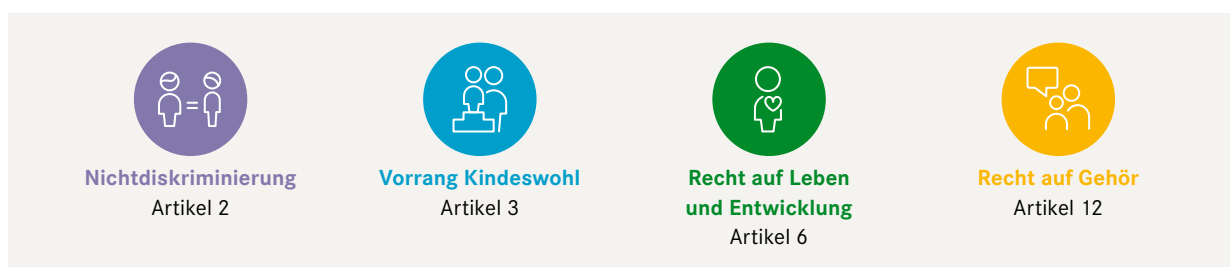 Nichtdiskriminierung
Artikel 2
Vorrang Kindeswohl
Artikel 3
Recht auf Leben
und Entwicklung
Artikel 6
Recht auf Gehör
Artikel 12